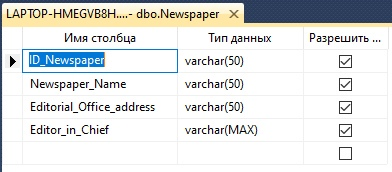 LAPTOP-HMEGVB8H....- dbo.Newspaper
Имя столбца Тип данных Разрешить ...
ID_Newspaper varchar(50)
Newspaper_Name varchar(50)
Editorial_Office_address varchar(50)
Editor_in_Chief varchar(MAX)